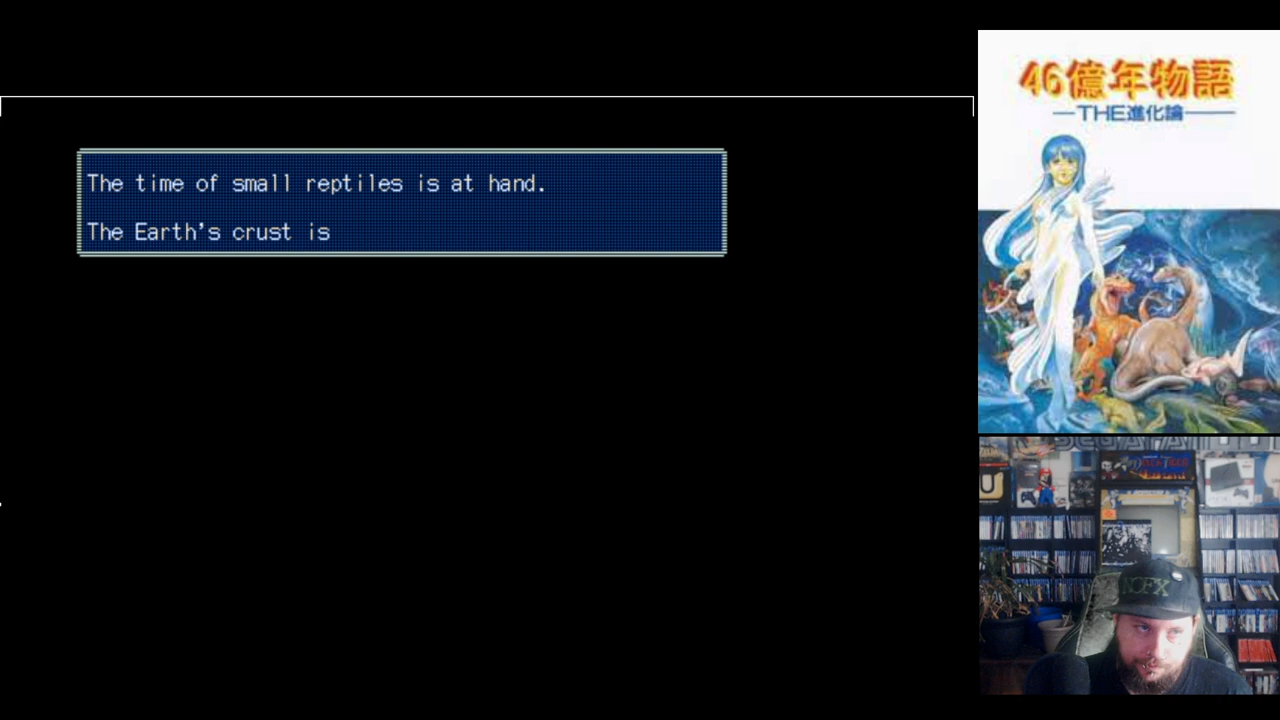 The time of small reptiles is at hand.
The Earth's crust is
46億年物語
—THE進化論—
NOFX